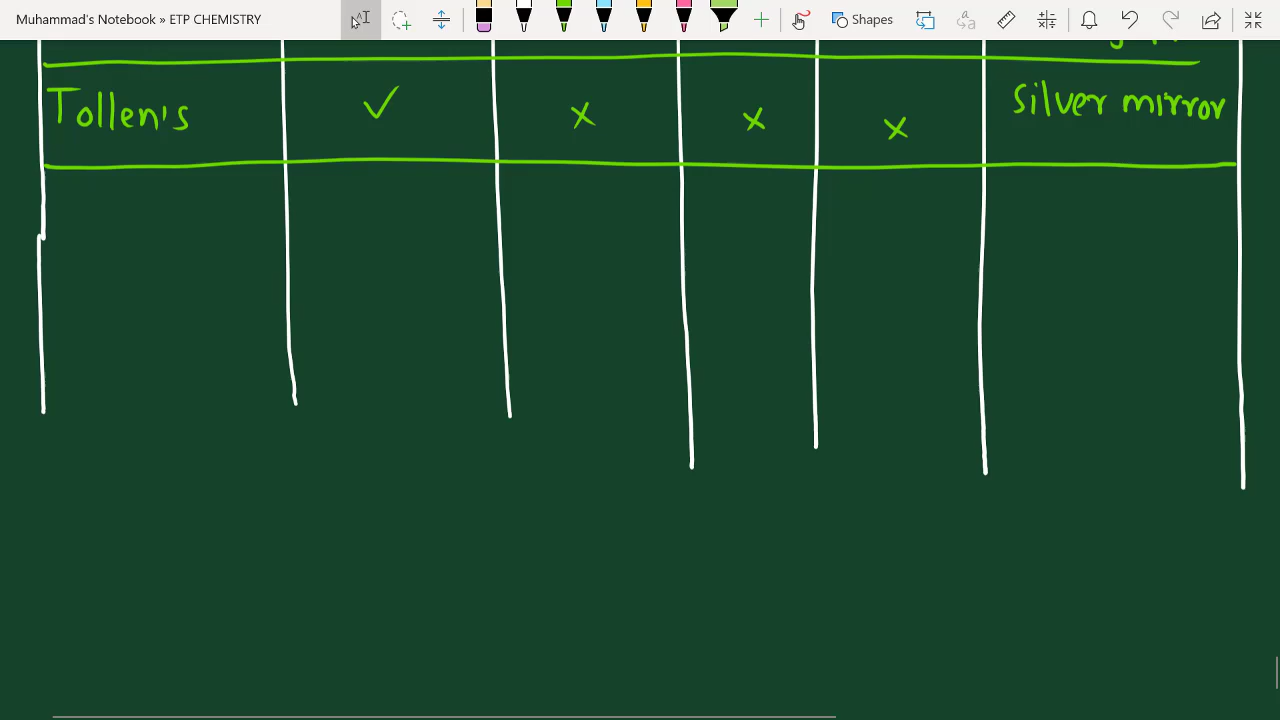 Muhammad's Notebook » ETP CHEMISTRY
Shapes
Tollen's ✓ x x x Silver mirror